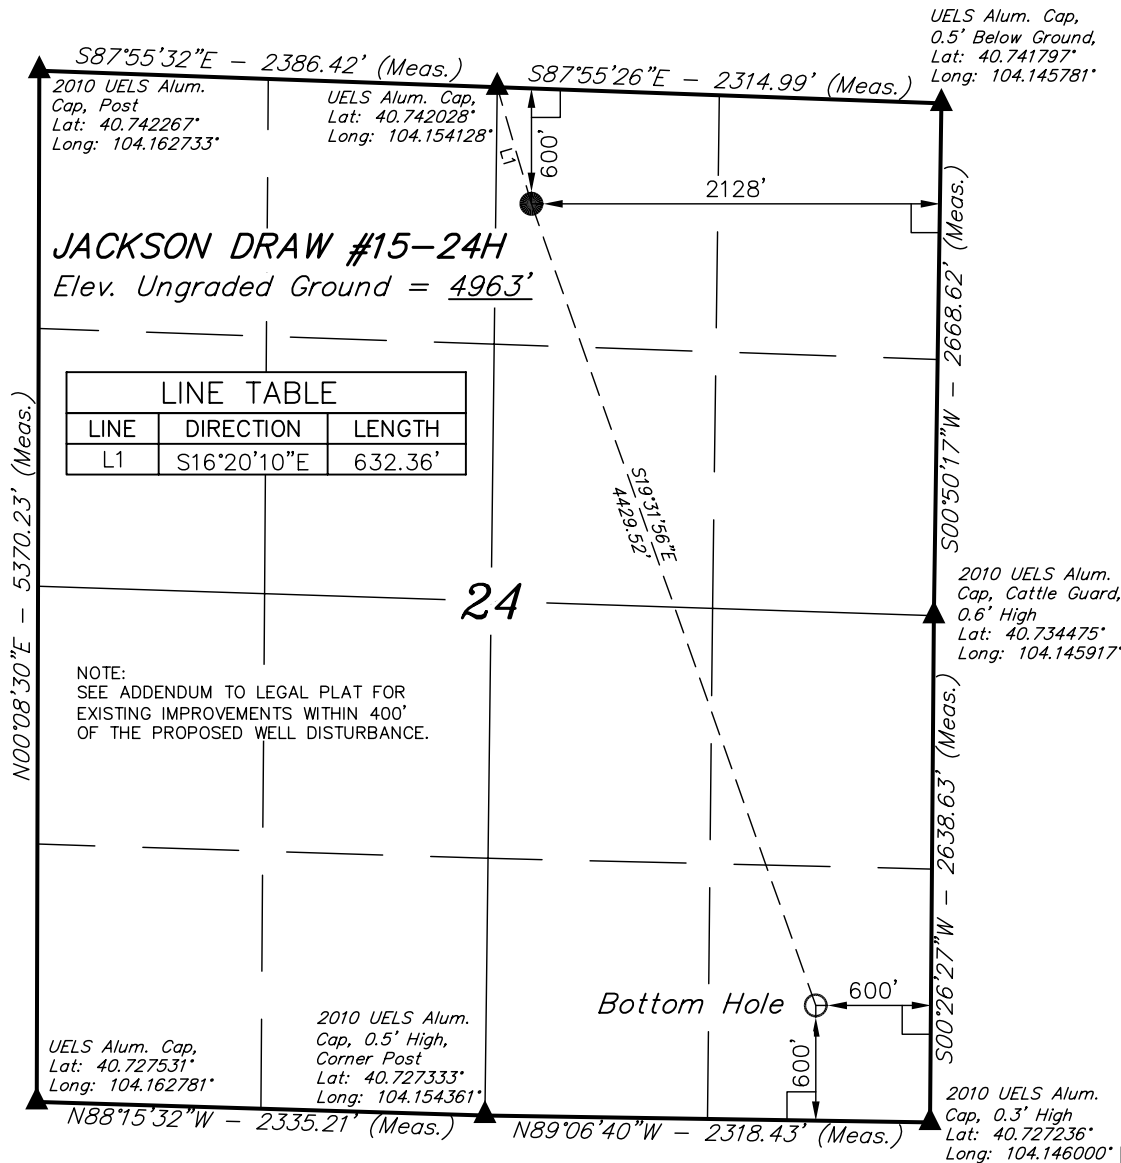 UELS Alum. Cap,
0.5' Below Ground,
Lat: 40.741797°
Long: 104.145781°
S87°55'32"E - 2386.42' (Meas.)
S87°55'26"E - 2314.99' (Meas.)
2010 UELS Alum.
Cap, Post
Lat: 40.742267°
Long: 104.162733°
UELS Alum. Cap,
Lat: 40.742028°
Long: 104.154128°
L1
600'
2128'
S00°50'17"W - 2668.62' (Meas.)
JACKSON DRAW #15-24H
Elev. Ungraded Ground = 4963'
LINE TABLE
LINE DIRECTION LENGTH
L1 S16°20'10"E 632.36'
N00°08'30"E - 5370.23' (Meas.)
S19°31'56"E
4429.52'
24
2010 UELS Alum.
Cap, Cattle Guard,
0.6' High
Lat: 40.734475°
Long: 104.145917°
NOTE:
SEE ADDENDUM TO LEGAL PLAT FOR
EXISTING IMPROVEMENTS WITHIN 400'
OF THE PROPOSED WELL DISTURBANCE.
S00°26'27"W - 2638.63' (Meas.)
Bottom Hole
600'
600'
UELS Alum. Cap,
Lat: 40.727531°
Long: 104.162781°
2010 UELS Alum.
Cap, 0.5' High,
Corner Post
Lat: 40.727333°
Long: 104.154361°
N88°15'32"W - 2335.21' (Meas.)
N89°06'40"W - 2318.43' (Meas.)
2010 UELS Alum.
Cap, 0.3' High
Lat: 40.727236°
Long: 104.146000°